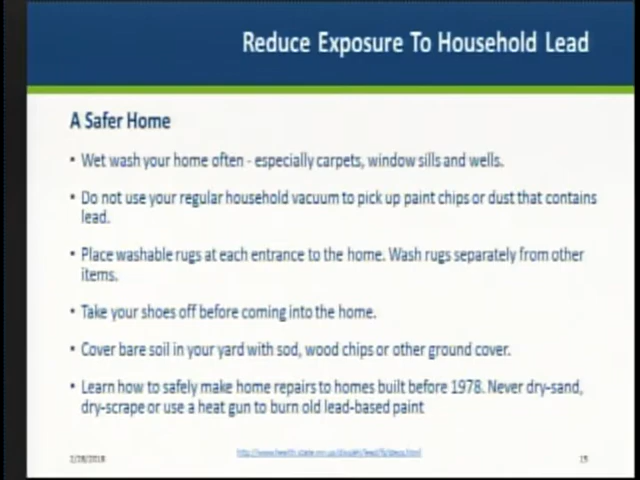 Reduce Exposure To Household Lead
A Safer Home
• Wet wash your home often - especially carpets, window sills and wells.
• Do not use your regular household vacuum to pick up paint chips or dust that contains
lead.
• Place washable rugs at each entrance to the home. Wash rugs separately from other
items.
• Take your shoes off before coming into the home.
• Cover bare soil in your yard with sod, wood chips or other ground cover.
• Learn how to safely make home repairs to homes built before 1978. Never dry-sand,
dry-scrape or use a heat gun to burn old lead-based paint
2/28/2018
15